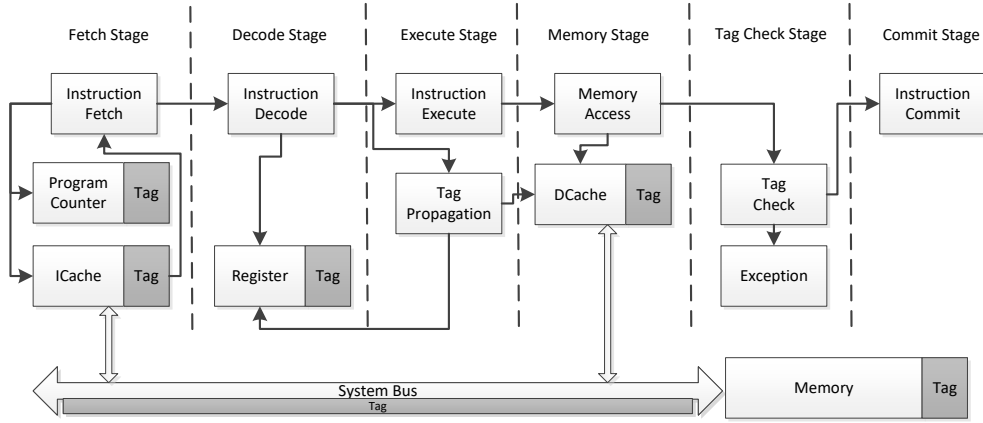 Fetch Stage
Decode Stage
Execute Stage
Memory Stage
Tag Check Stage
Commit Stage
Instruction
Fetch
Instruction
Decode
Instruction
Execute
Memory
Access
Instruction
Commit
Program
Counter
Tag
Tag
Propagation
DCache
Tag
Tag
Check
ICache
Tag
Register
Tag
Exception
System Bus
Tag
Memory
Tag